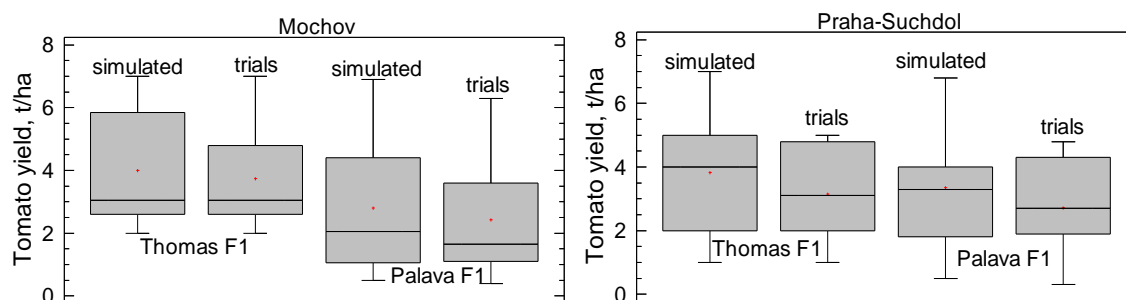 Mochov
Tomato yield, t/ha
8
6
4
2
0
simulated
trials
simulated
trials
Thomas F1
Palava F1
Praha-Suchdol
Tomato yield, t/ha
8
6
4
2
0
simulated
simulated
trials
trials
Thomas F1
Palava F1